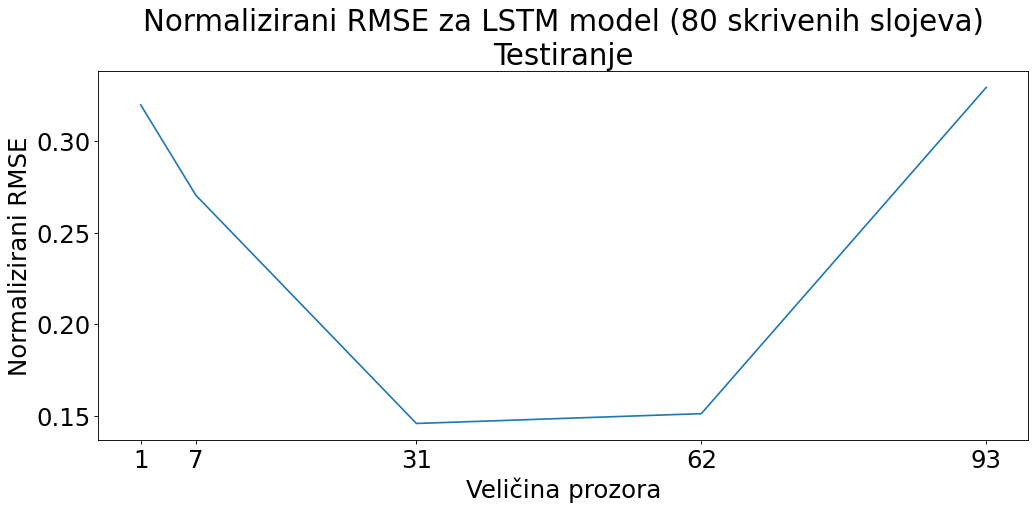 Normalizirani RMSE za LSTM model (80 skrivenih slojeva)
Testiranje
Normalizirani RMSE
0.30
0.25
0.20
0.15
1 7 31 62 93
Veličina prozora